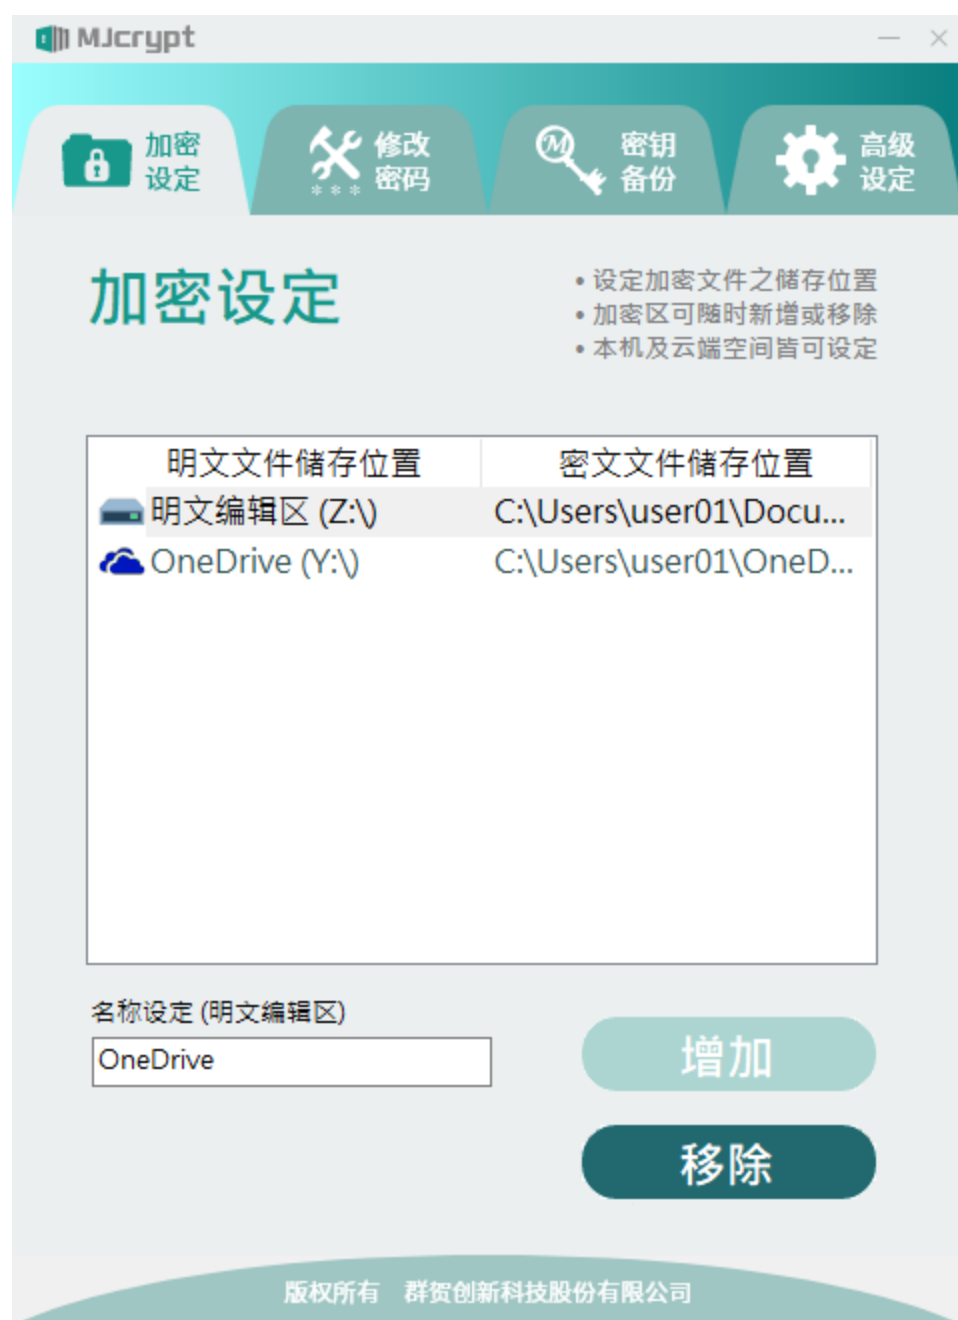 MJcrypt
加密
设定
修改
密码
***
密钥
备份
高级
设定
加密设定
• 设定加密文件之储存位置
• 加密区可随时新增或移除
• 本机及云端空间皆可设定
明文文件储存位置 密文文件储存位置
明文编辑区 (Z:\) C:\Users\user01\Docu...
OneDrive (Y:\) C:\Users\user01\OneD...
名称设定 (明文编辑区)
OneDrive
增加
移除
版权所有 群贺创新科技股份有限公司